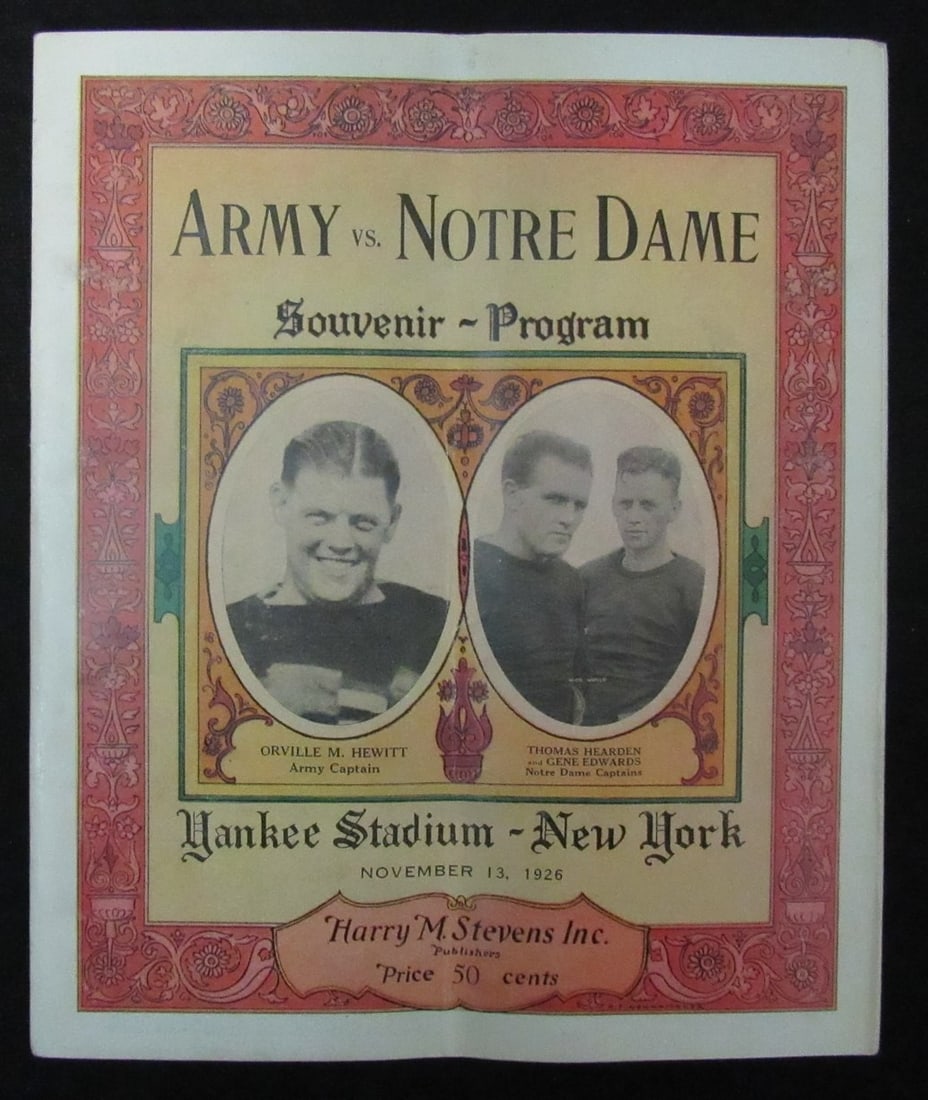 ARMY vs. NOTRE DAME
Souvenir ~ Program
ORVILLE M. HEWITT
Army Captain
THOMAS HEARDEN
and GENE EDWARDS
Notre Dame Captains
Yankee Stadium ~ New York
NOVEMBER 13, 1926
Harry M. Stevens Inc.
Publishers
Price 50 cents